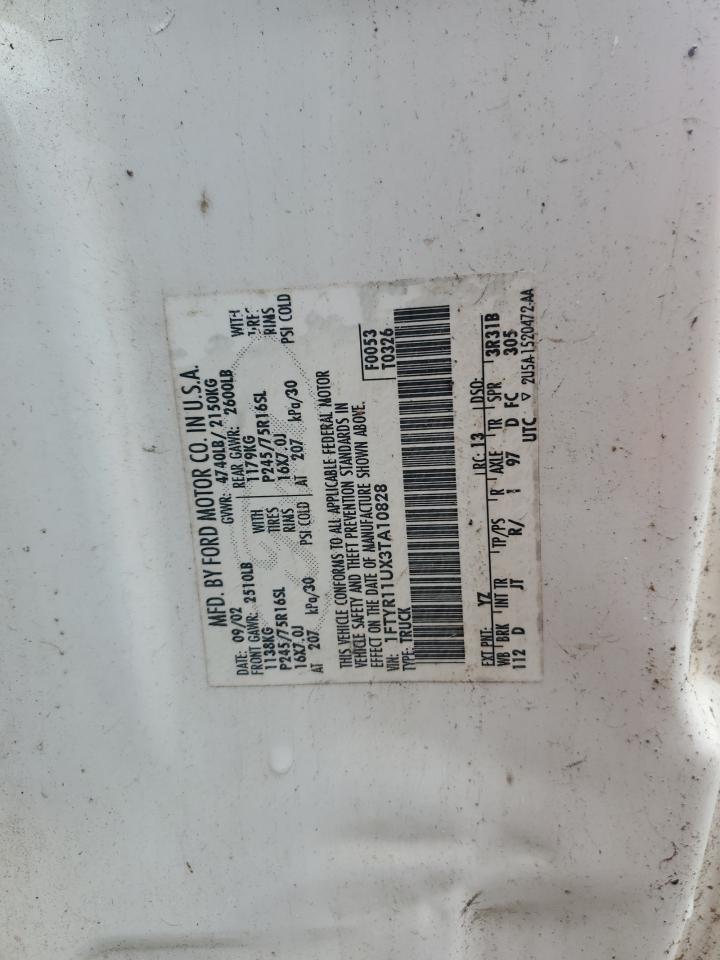 MFD. BY FORD MOTOR CO. IN U.S.A.
DATE: 09/02 GVWR: 4740LB/2150KG
FRONT GAWR: 2510LB REAR GAWR: 2600LB
1138KG WITH 1179KG WITH
P245/75R16SL TIRES P245/75R16SL
16X7.0J RIMS 16X7.0J RIMS
AT 207 kPa/30 PSI COLD AT 207 kPa/30 PSI COLD
THIS VEHICLE CONFORMS TO ALL APPLICABLE FEDERAL MOTOR
VEHICLE SAFETY AND THEFT PREVENTION STANDARDS IN
EFFECT ON THE DATE OF MANUFACTURE SHOWN ABOVE.
VIN: 1FTYR11UX3TA10828 F0053
TYPE: TRUCK T0326
EXT PNT: YZ RC: 13 DSO:
WB BRK INT TR TP/PS R AXLE TR SPR 3R31B
112 D JT R/ 1 97 D FC 305
UTC ▽ 2U5A-1520472-AA